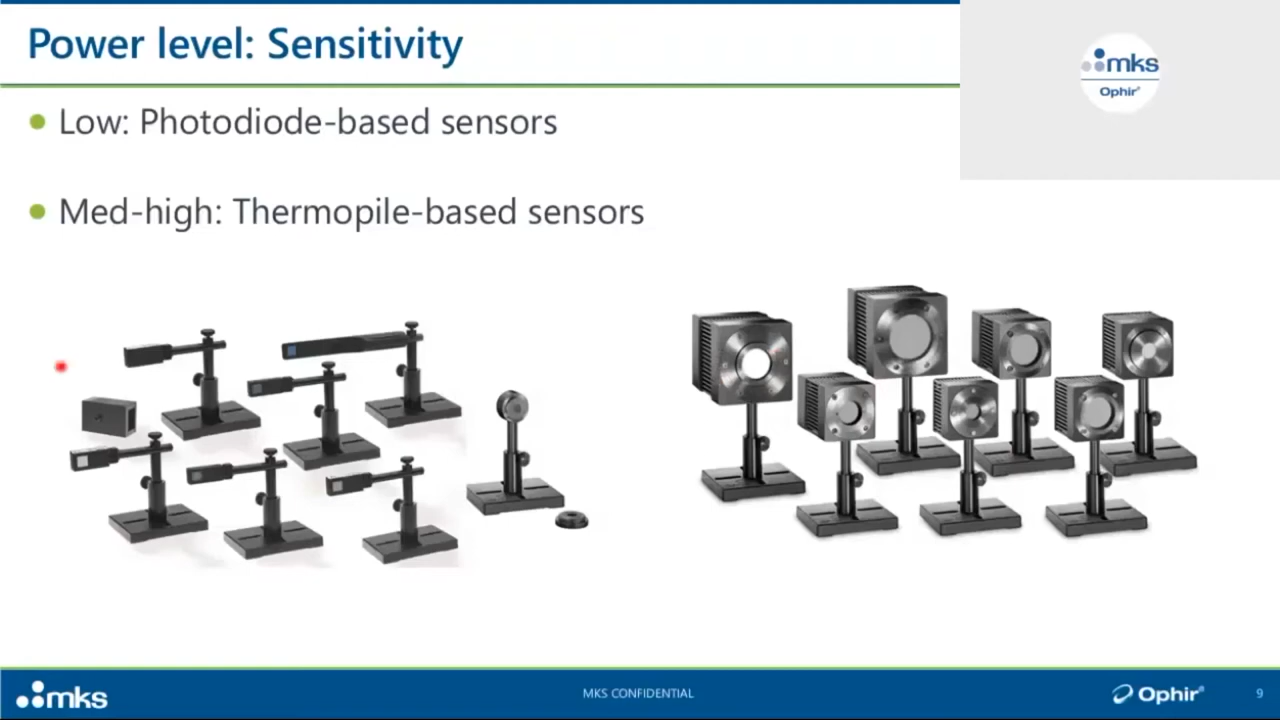 Power level: Sensitivity
mks
Ophir®
Low: Photodiode-based sensors
Med-high: Thermopile-based sensors
mks
MKS CONFIDENTIAL
Ophir®
9